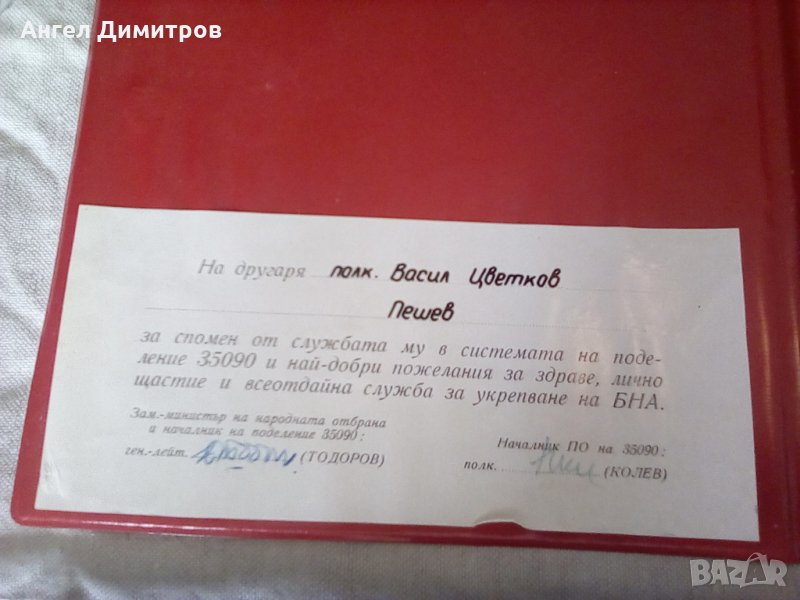 Ангел Димитров
На другаря полк. Васил Цветков
Пешев
за спомен от службата му в системата на поде-
ление 35090 и най-добри пожелания за здраве, лично
щастие и всеотдайна служба за укрепване на БНА.
Зам.-министър на народната отбрана
и началник на поделение 35090:
ген.-лейт. (ТОДОРОВ)
Началник ПО на 35090:
полк. (КОЛЕВ)
BAZAR